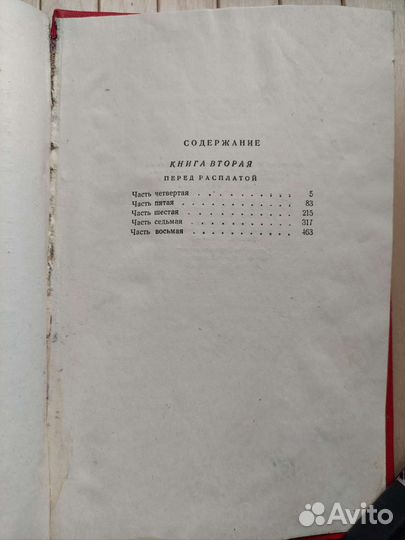 СОДЕРЖАНИЕ
КНИГА ВТОРАЯ
ПЕРЕД РАСПЛАТОЙ
Часть четвертая . . . . . . . . . . 5
Часть пятая . . . . . . . . . . . 83
Часть шестая . . . . . . . . . . . 215
Часть седьмая . . . . . . . . . . 317
Часть восьмая . . . . . . . . . . 463
Avito